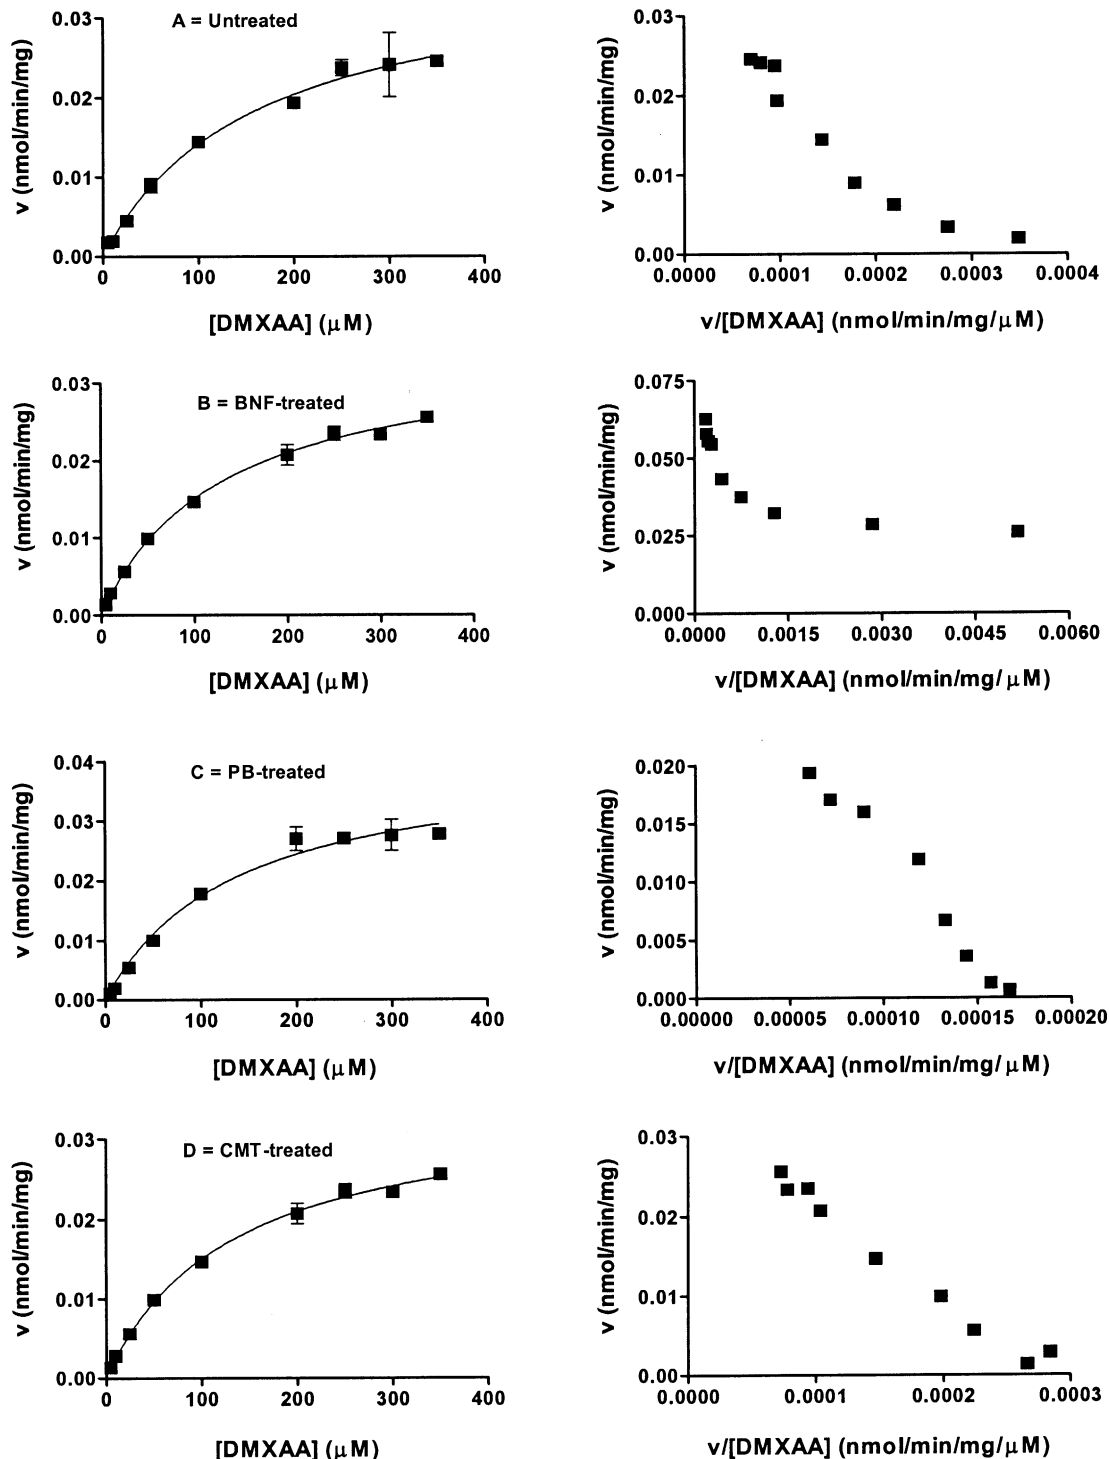 A = Untreated
v (nmol/min/mg)
0.03
0.02
0.01
0.00
0 100 200 300 400
[DMXAA] (μM)
v (nmol/min/mg)
0.03
0.02
0.01
0.00
0.0000 0.0001 0.0002 0.0003 0.0004
v/[DMXAA] (nmol/min/mg/μM)
B = BNF-treated
v (nmol/min/mg)
0.03
0.02
0.01
0.00
0 100 200 300 400
[DMXAA] (μM)
v (nmol/min/mg)
0.075
0.050
0.025
0.000
0.0000 0.0015 0.0030 0.0045 0.0060
v/[DMXAA] (nmol/min/mg/ μM)
C = PB-treated
v (nmol/min/mg)
0.04
0.03
0.02
0.01
0.00
0 100 200 300 400
[DMXAA] (μM)
v (nmol/min/mg)
0.020
0.015
0.010
0.005
0.000
0.00000 0.00005 0.00010 0.00015 0.00020
v/[DMXAA] (nmol/min/mg/ μM)
D = CMT-treated
v (nmol/min/mg)
0.03
0.02
0.01
0.00
0 100 200 300 400
[DMXAA] (μM)
v (nmol/min/mg)
0.03
0.02
0.01
0.00
0.0000 0.0001 0.0002 0.0003
v/[DMXAA] (nmol/min/mg/μM)